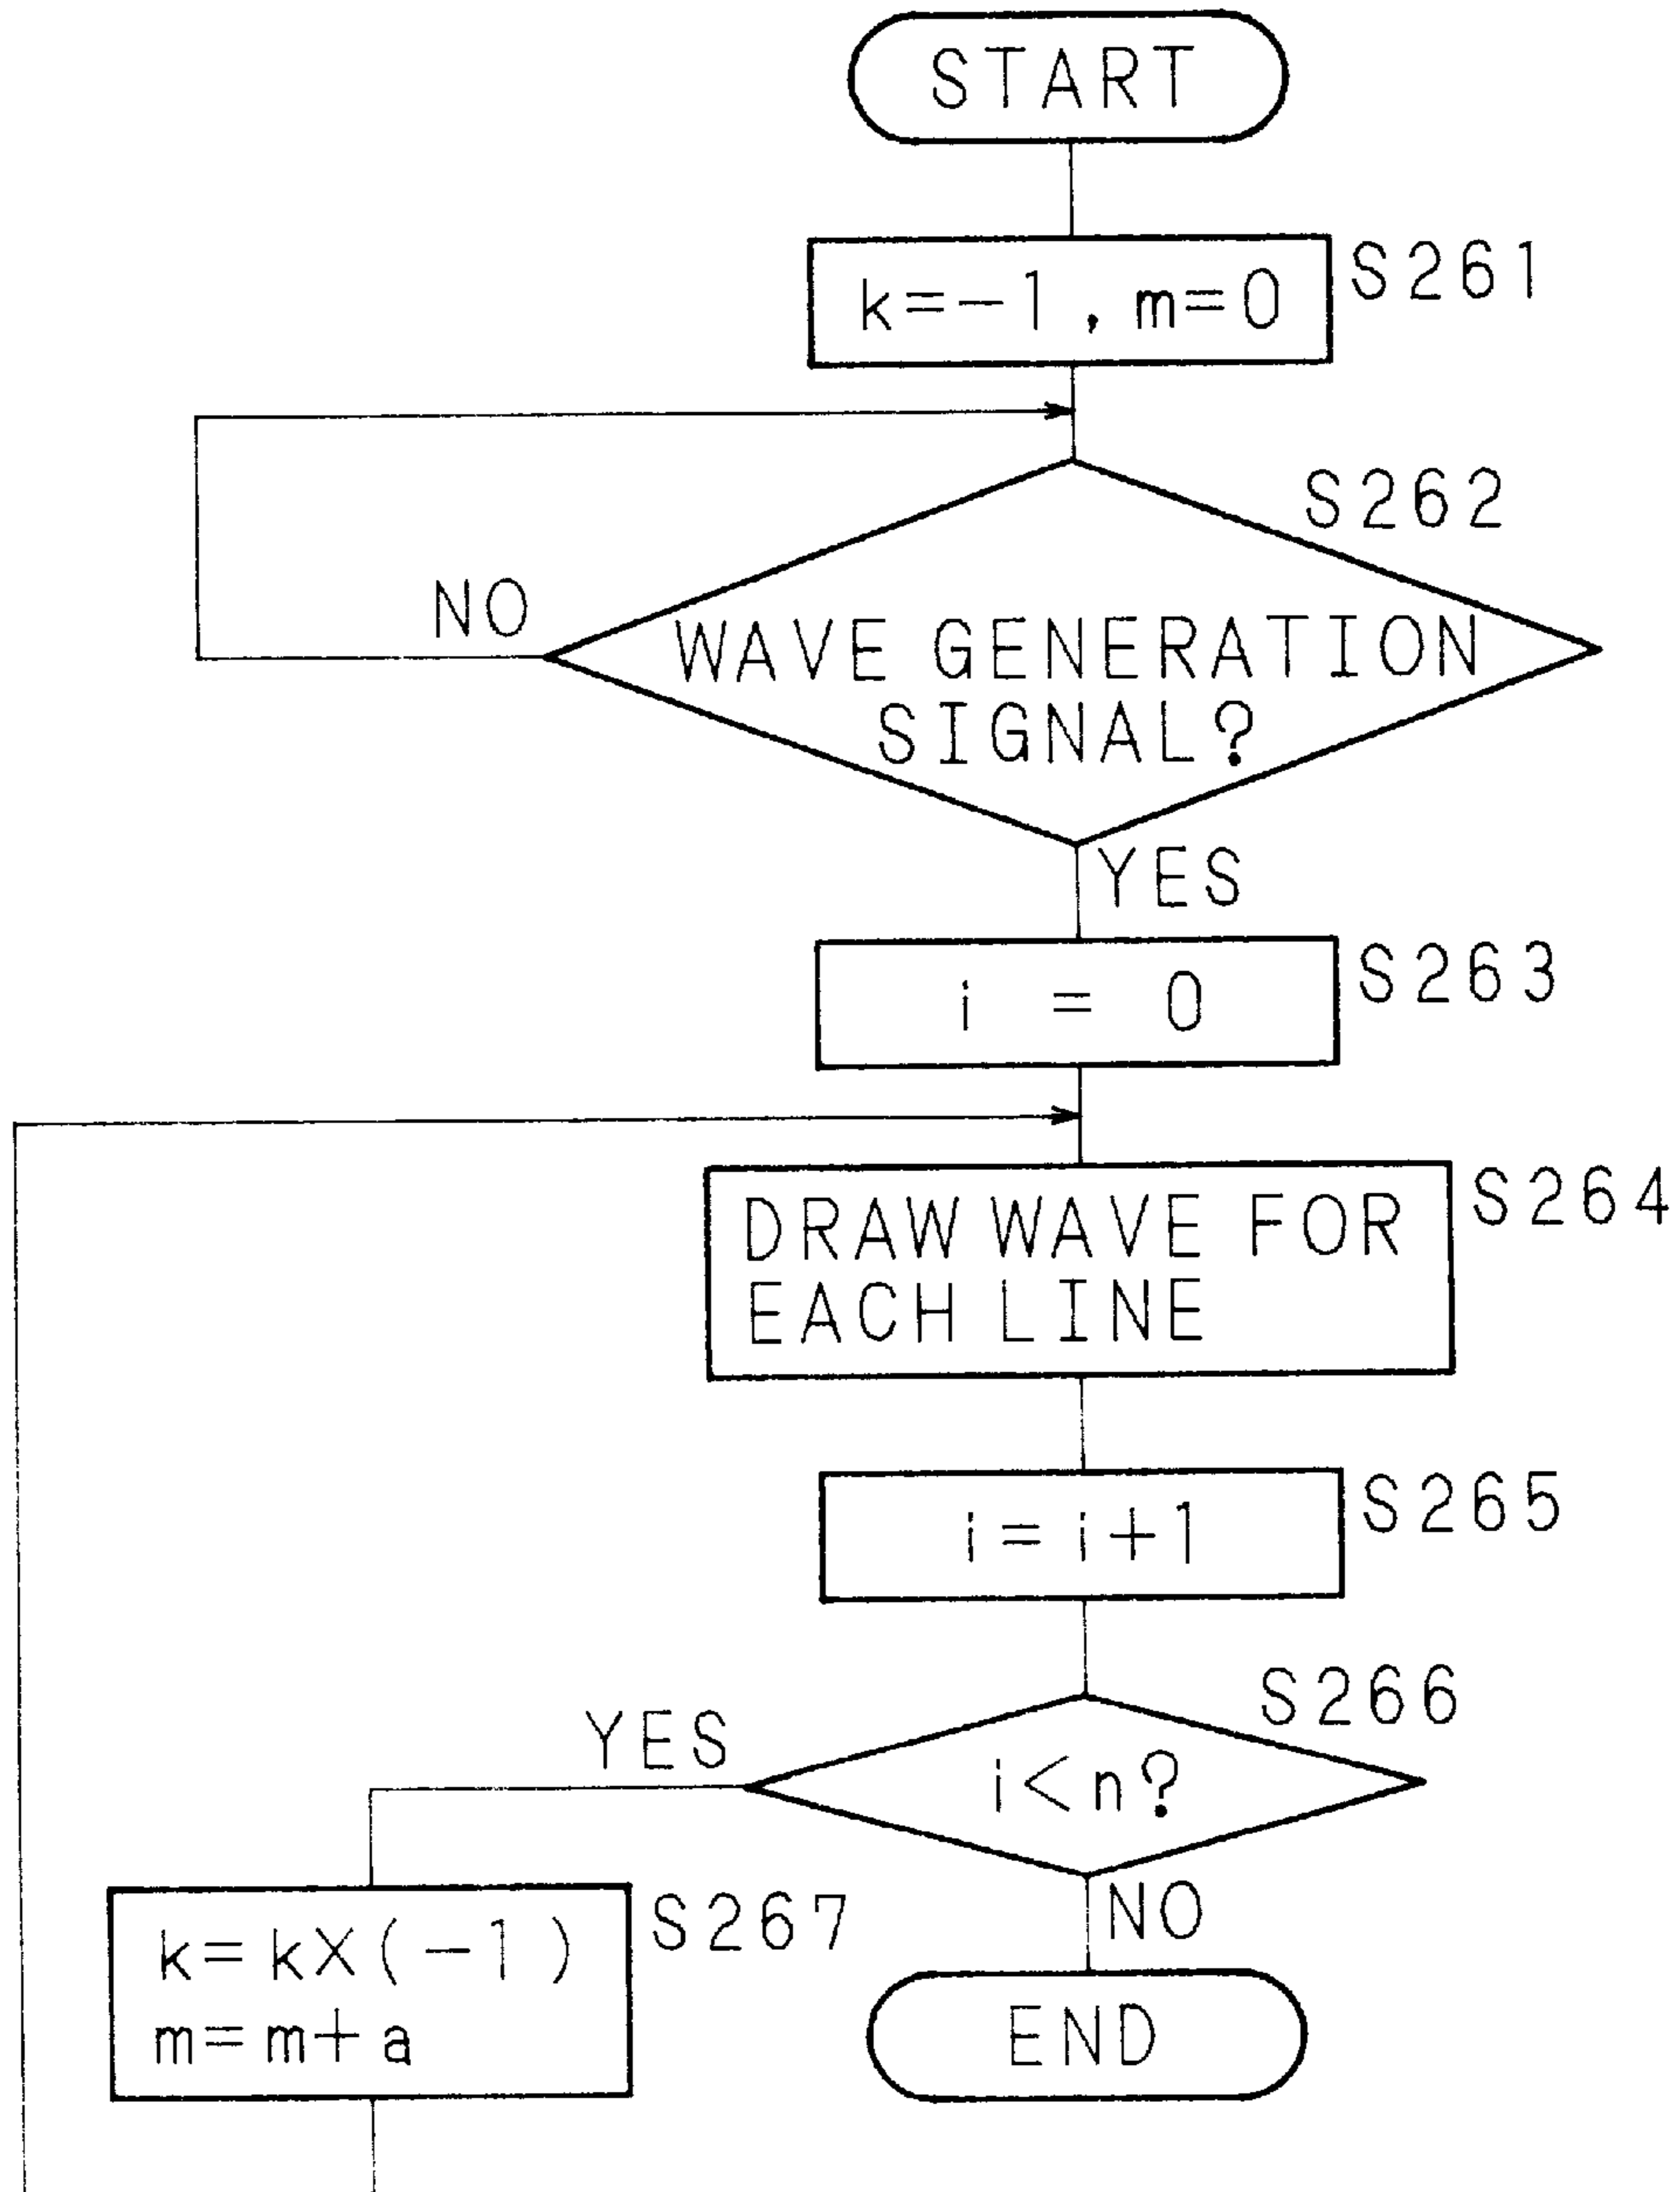 START
k=-1, m=0
S261
S262
NO
WAVE GENERATION
SIGNAL?
YES
i = 0
S263
DRAW WAVE FOR
EACH LINE
S264
i=i+1
S265
S266
YES
i<n?
k=k×(-1)
m=m+a
S267
NO
END